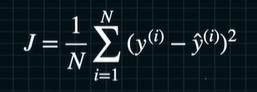 J = \frac{1}{N} \sum_{i=1}^{N} (y^{(i)} - \hat{y}^{(i)})^2